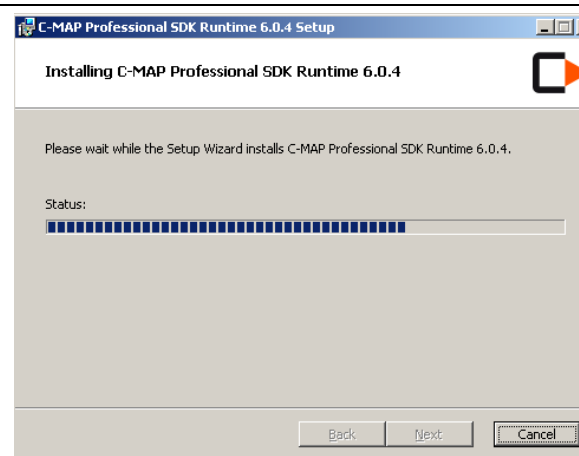 C-MAP Professional SDK Runtime 6.0.4 Setup
Installing C-MAP Professional SDK Runtime 6.0.4
Please wait while the Setup Wizard installs C-MAP Professional SDK Runtime 6.0.4.
Status:
Back Next Cancel